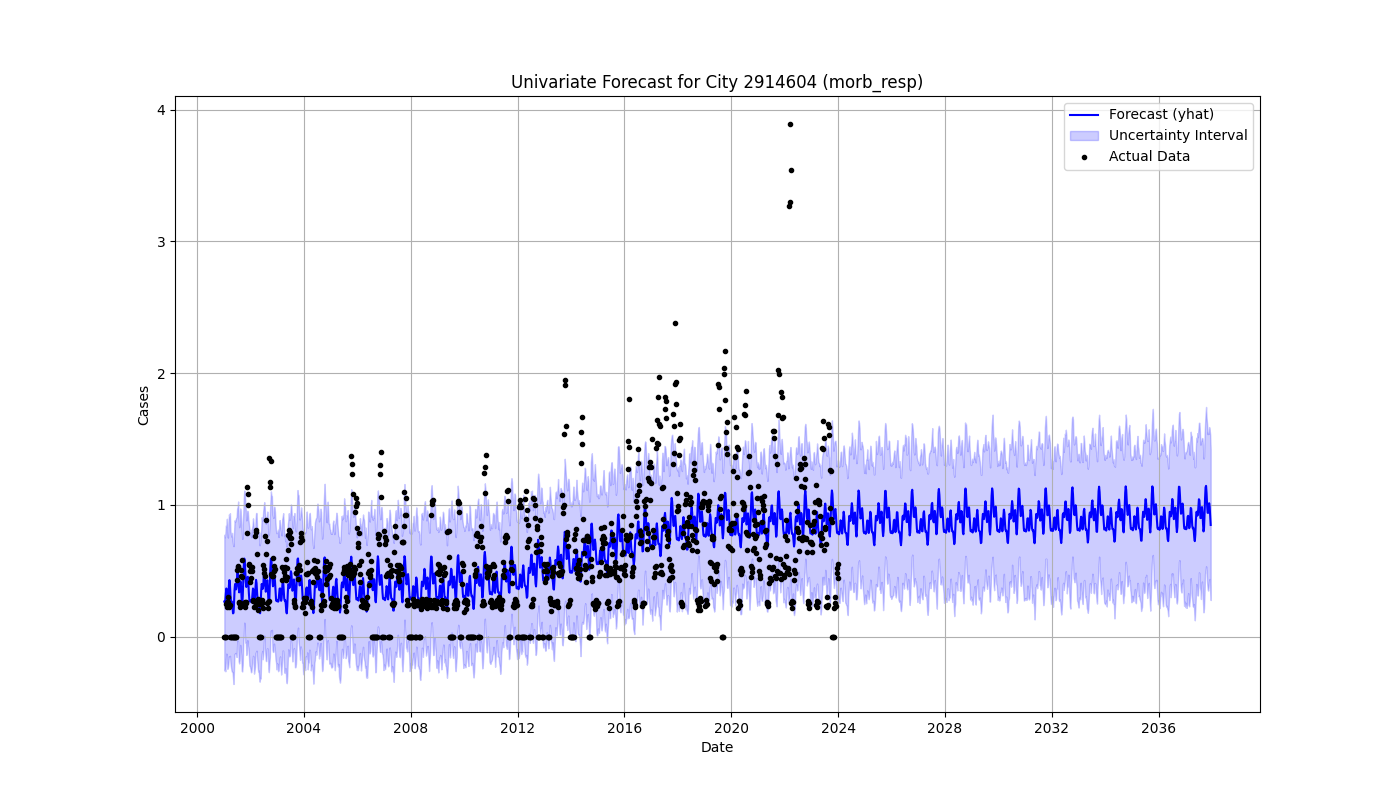 Univariate Forecast for City 2914604 (morb_resp)
Forecast (yhat)
Uncertainty Interval
Actual Data
Cases
4
3
2
1
0
2000 2004 2008 2012 2016 2020 2024 2028 2032 2036
Date